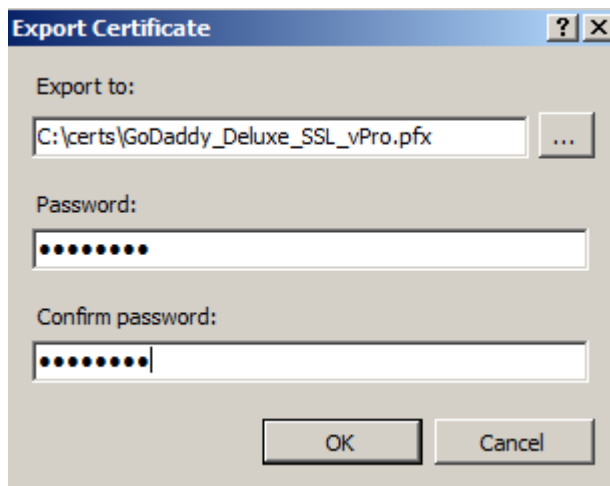 Export Certificate ? X
Export to:
C:\certs\GoDaddy_Deluxe_SSL_vPro.pfx ...
Password:
••••••••
Confirm password:
••••••••
OK Cancel